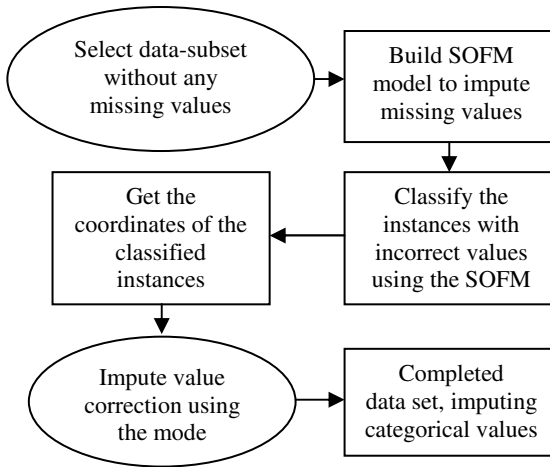 Select data-subset
without any
missing values
Build SOFM
model to impute
missing values
Classify the
instances with
incorrect values
using the SOFM
Get the
coordinates of the
classified
instances
Impute value
correction using
the mode
Completed
data set, imputing
categorical values